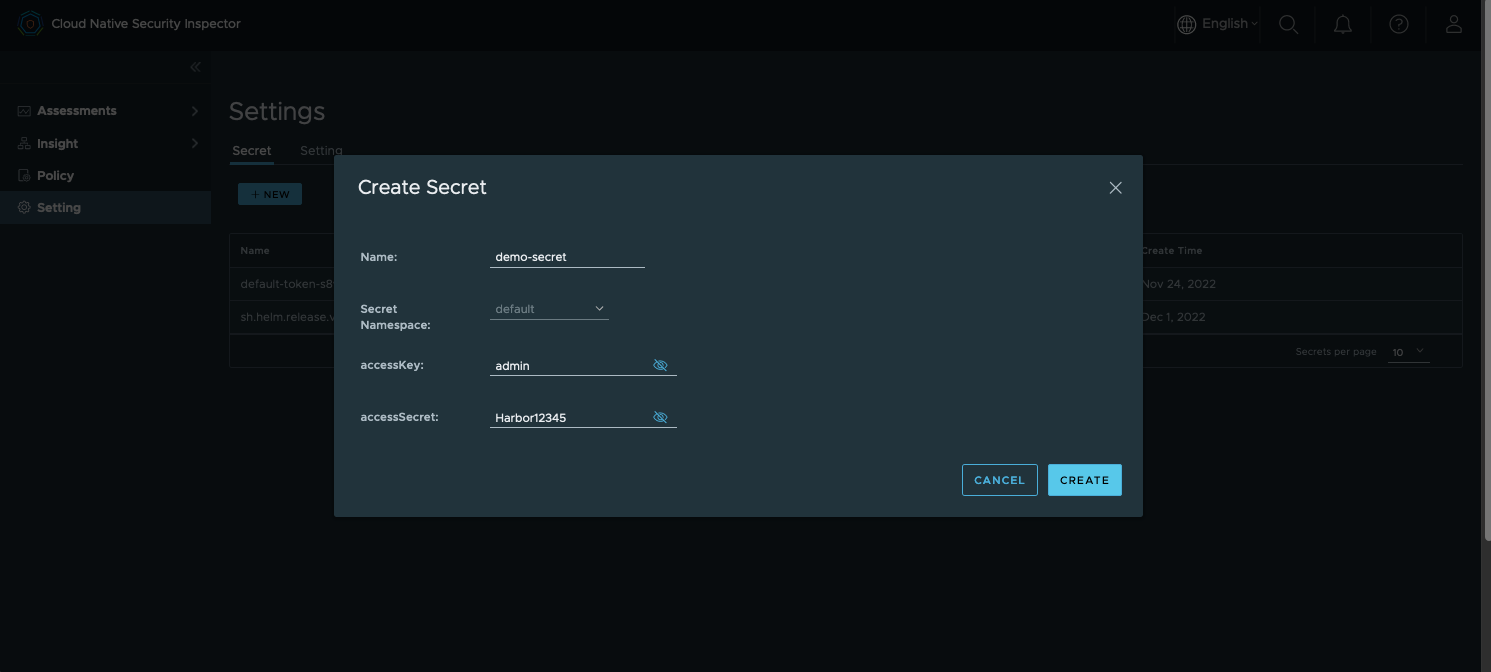 Cloud Native Security Inspector
English
Assessments
Insight
Policy
Setting
Settings
Secret Setting
+ NEW
Name Create Time
default-token-s8 Nov 24, 2022
sh.helm.release.v Dec 1, 2022
Secrets per page 10
Create Secret
Name: demo-secret
Secret Namespace: default
accessKey: admin
accessSecret: Harbor12345
CANCEL CREATE